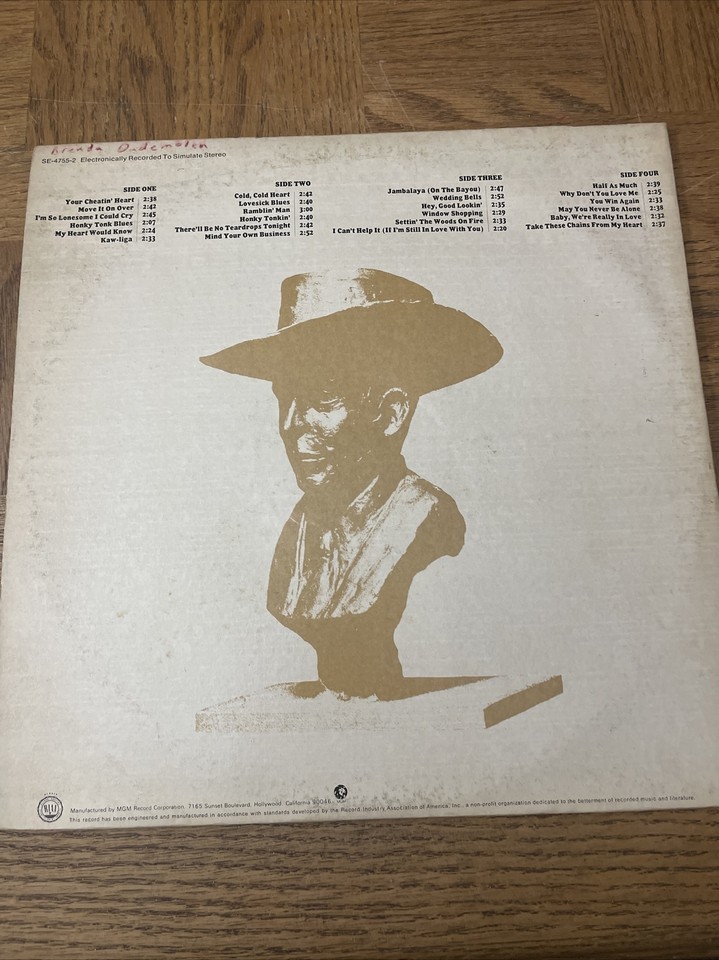 Brenda
SE-4755-2 Electronically Recorded To Simulate Stereo
SIDE ONE
Your Cheatin' Heart 2:38
Move It On Over 2:42
I'm So Lonesome I Could Cry 2:45
Honky Tonk Blues 2:07
My Heart Would Know 2:24
Kaw-liga 2:33
SIDE TWO
Cold, Cold Heart 2:42
Lovesick Blues 2:40
Ramblin' Man 3:00
Honky Tonkin' 2:40
There'll Be No Teardrops Tonight 2:42
Mind Your Own Business 2:52
SIDE THREE
Jambalaya (On The Bayou) 2:47
Wedding Bells 2:52
Hey, Good Lookin' 2:35
Window Shopping 2:29
Settin' The Woods On Fire 2:33
I Can't Help It (If I'm Still In Love With You) 2:20
SIDE FOUR
Half As Much 2:39
Why Don't You Love Me 2:25
You Win Again 2:33
May You Never Be Alone 2:38
Baby, We're Really In Love 2:32
Take These Chains From My Heart 2:37
Manufactured by MGM Record Corporation, 7165 Sunset Boulevard, Hollywood, California 90046
This record has been engineered and manufactured in accordance with standards developed by the Record Industry Association of America, Inc., a non-profit organization dedicated to the betterment of recorded music and literature.